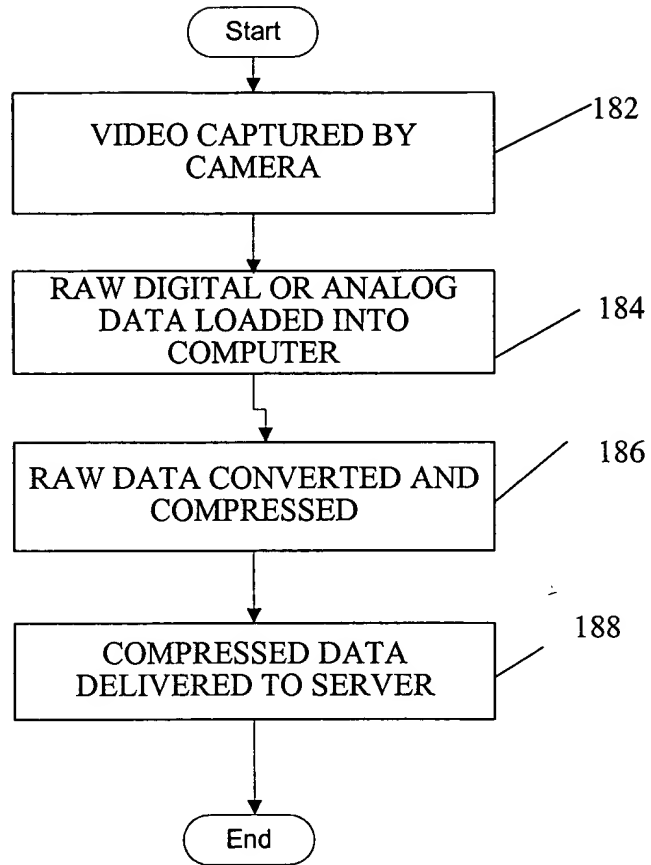 Start
VIDEO CAPTURED BY
CAMERA
182
RAW DIGITAL OR ANALOG
DATA LOADED INTO
COMPUTER
184
RAW DATA CONVERTED AND
COMPRESSED
186
COMPRESSED DATA
DELIVERED TO SERVER
188
End